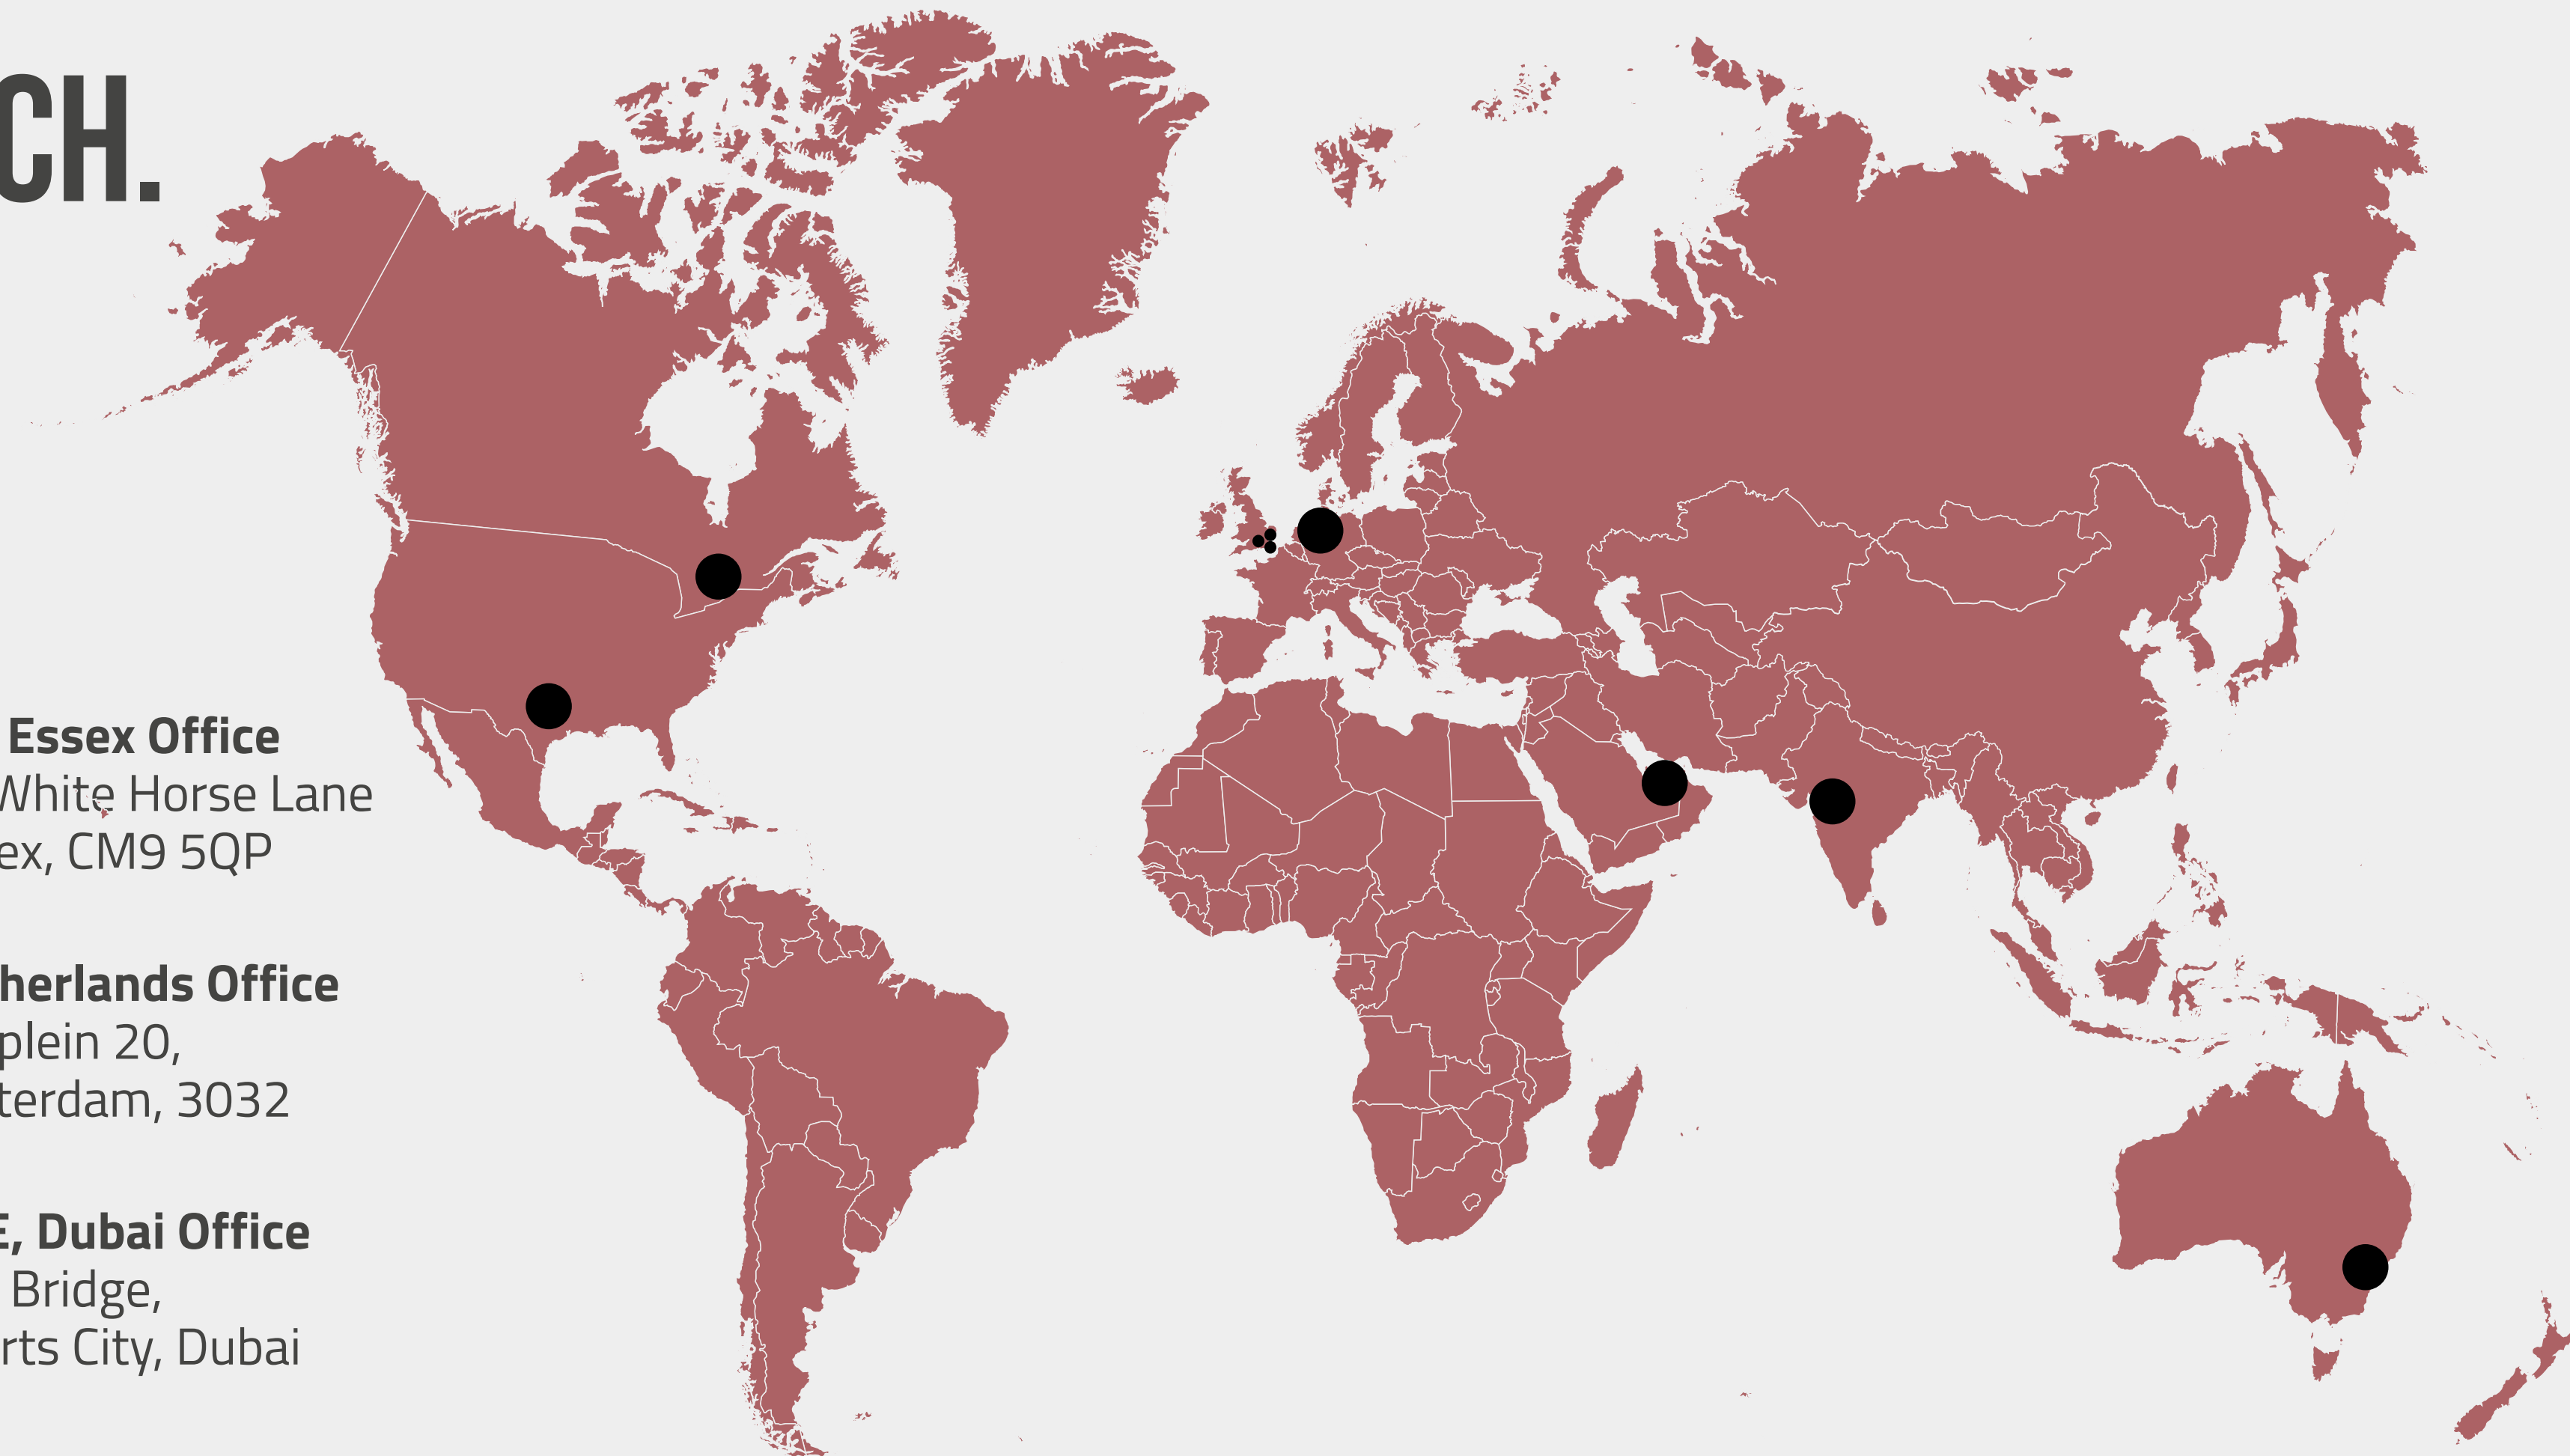 CH.
Essex Office
White Horse Lane
ex, CM9 5QP
herlands Office
plein 20,
terdam, 3032
E, Dubai Office
Bridge,
rts City, Dubai